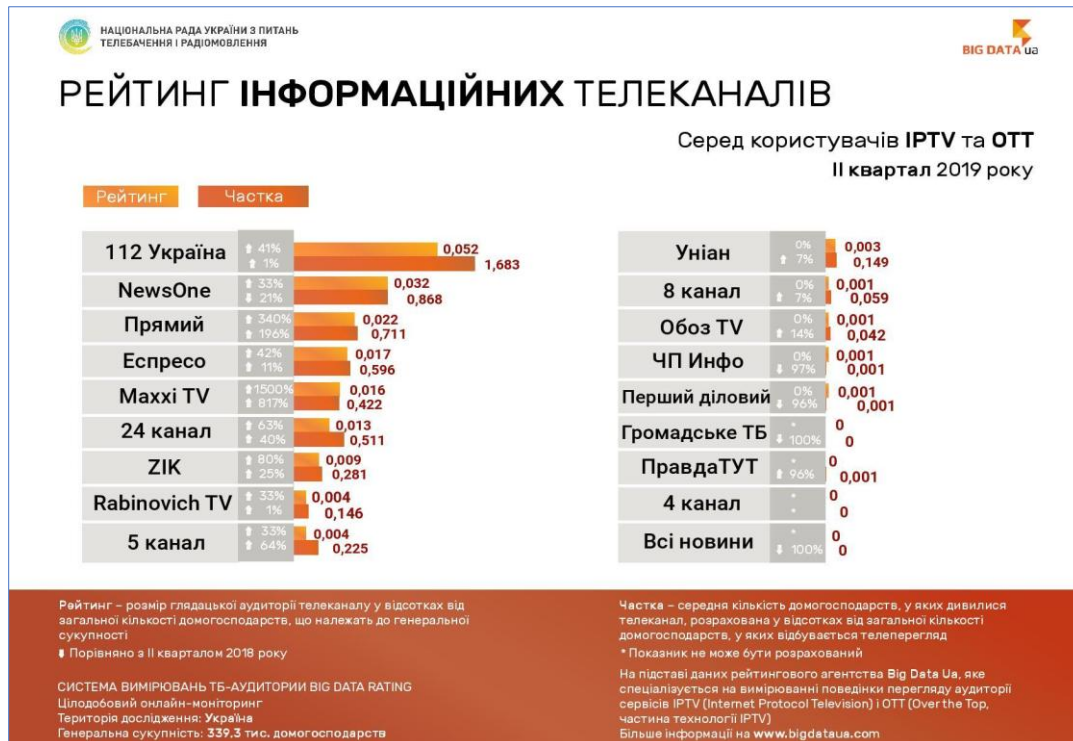 НАЦІОНАЛЬНА РАДА УКРАЇНИ З ПИТАНЬ
ТЕЛЕБАЧЕННЯ І РАДІОМОВЛЕННЯ
BIG DATA ua
РЕЙТИНГ ІНФОРМАЦІЙНИХ ТЕЛЕКАНАЛІВ
Серед користувачів IPTV та OTT
II квартал 2019 року
Рейтинг Частка
112 Україна
41%
1%
0,052
1,683
NewsOne
33%
21%
0,032
0,868
Прямий
340%
196%
0,022
0,711
Еспресо
42%
11%
0,017
0,596
Maxxi TV
1500%
817%
0,016
0,422
24 канал
63%
40%
0,013
0,511
ZIK
80%
25%
0,009
0,281
Rabinovich TV
33%
1%
0,004
0,146
5 канал
33%
64%
0,004
0,225
Уніан
0%
7%
0,003
0,149
8 канал
0%
7%
0,001
0,059
Обоз TV
0%
14%
0,001
0,042
ЧП Инфо
0%
97%
0,001
0,001
Перший діловий
0%
96%
0,001
0,001
Громадське ТБ
*
100%
0
0
ПравдаТУТ
*
96%
0
0,001
4 канал
*
*
0
0
Всі новини
*
100%
0
0
Рейтинг – розмір глядацької аудиторії телеканалу у відсотках від
загальної кількості домогосподарств, що належать до генеральної
сукупності
Порівняно з II кварталом 2018 року
СИСТЕМА ВИМІРЮВАНЬ ТБ-АУДИТОРИИ BIG DATA RATING
Цілодобовий онлайн-моніторинг
Територія дослідження: Україна
Генеральна сукупність: 339,3 тис. домогосподарств
Частка – середня кількість домогосподарств, у яких дивилися
телеканал, розрахована у відсотках від загальної кількості
домогосподарств, у яких відбувається телеперегляд
* Показник не може бути розрахований
На підставі даних рейтингового агентства Big Data Ua, яке
спеціалізується на вимірюванні поведінки перегляду аудиторії
сервісів IPTV (Internet Protocol Television) і OTT (Over the Top,
частина технології IPTV)
Більше інформації на www.bigdataua.com